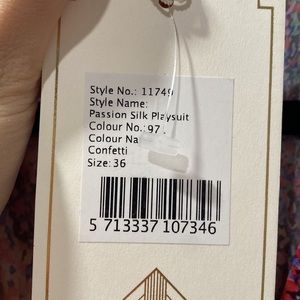 Style No.: 11749
Style Name:
Passion Silk Playsuit
Colour No.: 97
Colour Na
Confetti
Size: 36
5 713337 107346